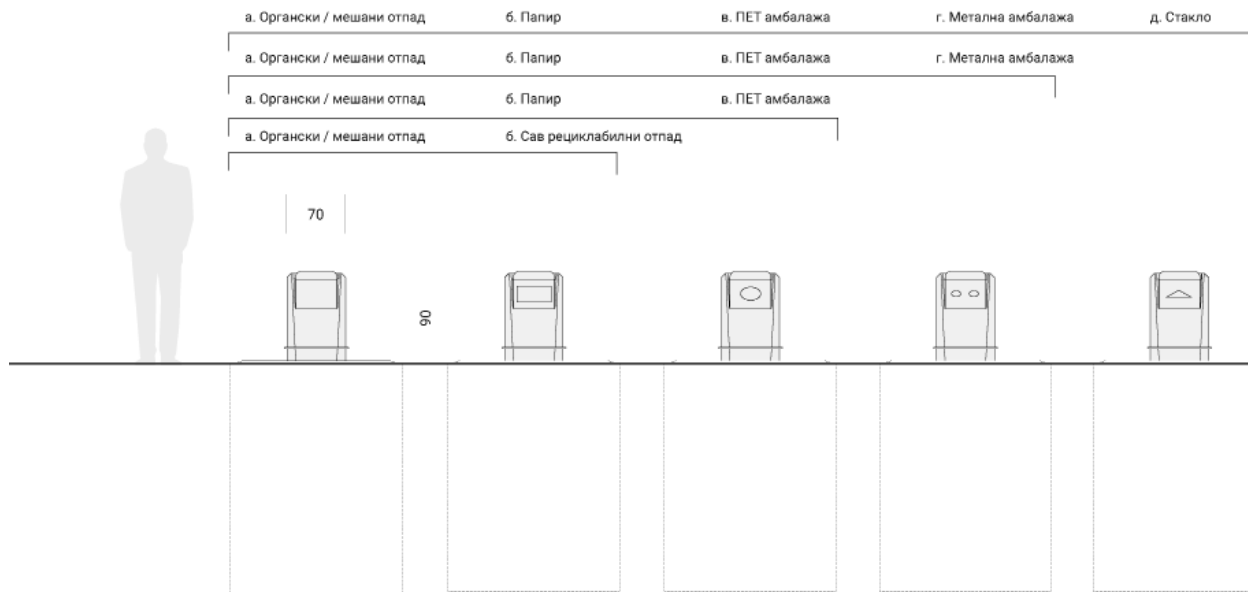 а. Органски / мешани отпад б. Папир в. ПЕТ амбалажа г. Метална амбалажа д. Стакло
а. Органски / мешани отпад б. Папир в. ПЕТ амбалажа г. Метална амбалажа
а. Органски / мешани отпад б. Папир в. ПЕТ амбалажа
а. Органски / мешани отпад б. Сав рециклабилни отпад
70
90